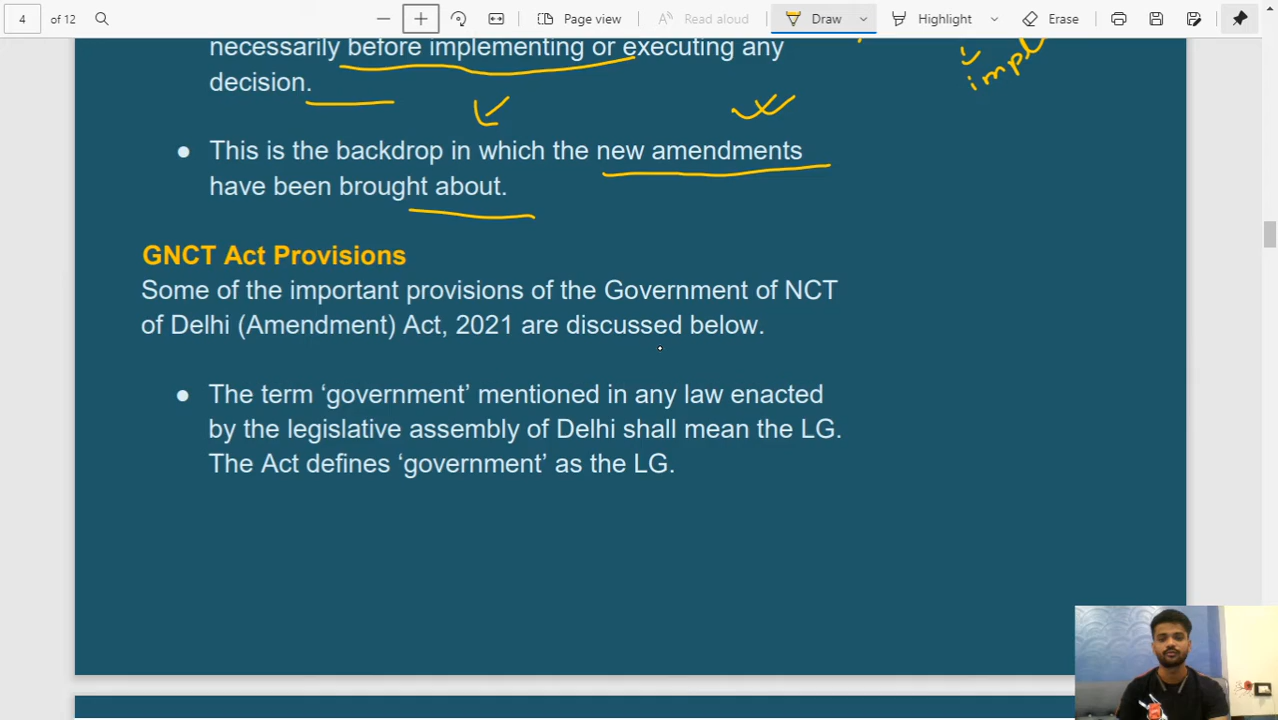 4 of 12 Page view Read aloud Draw Highlight Erase
necessarily before implementing or executing any
decision.
impl
● This is the backdrop in which the new amendments
have been brought about.
GNCT Act Provisions
Some of the important provisions of the Government of NCT
of Delhi (Amendment) Act, 2021 are discussed below.
● The term ‘government’ mentioned in any law enacted
by the legislative assembly of Delhi shall mean the LG.
The Act defines ‘government’ as the LG.